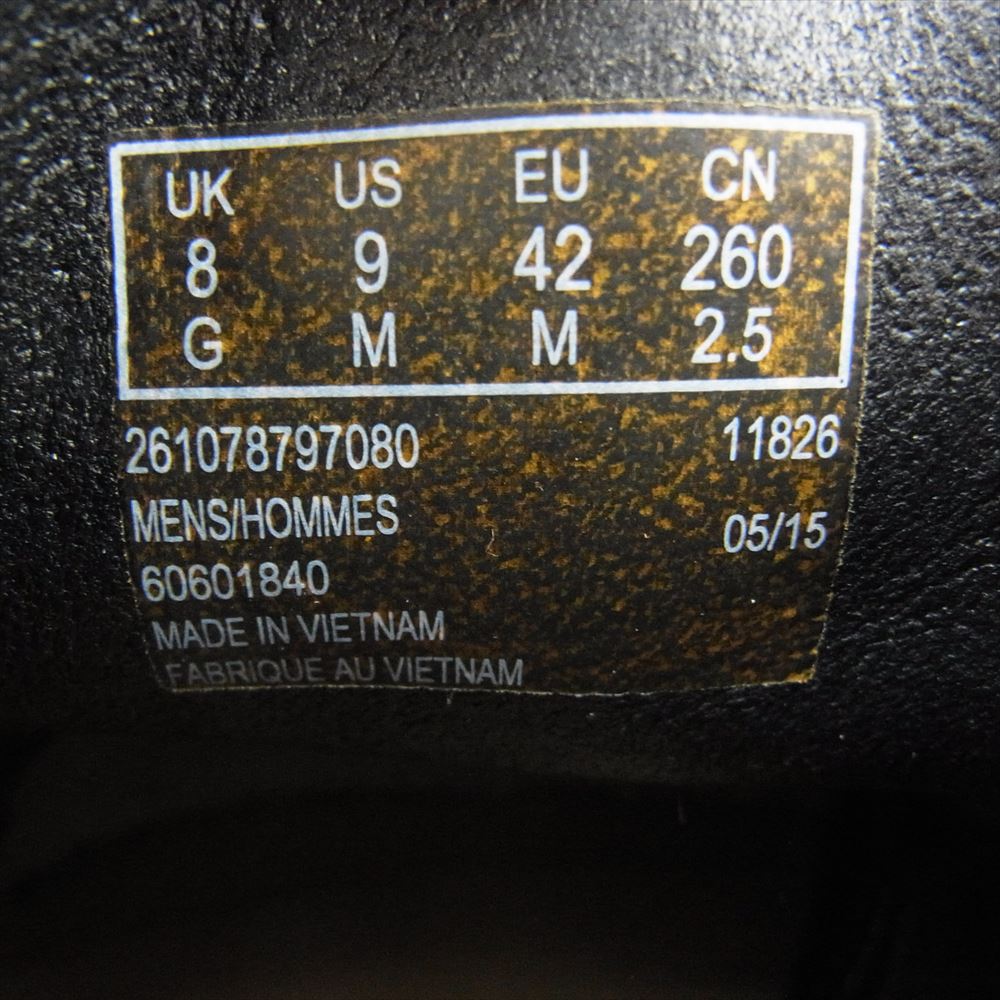 UK US EU CN
8 9 42 260
G M M 2.5
261078797080 11826
MENS/HOMMES 05/15
60601840
MADE IN VIETNAM
FABRIQUE AU VIETNAM